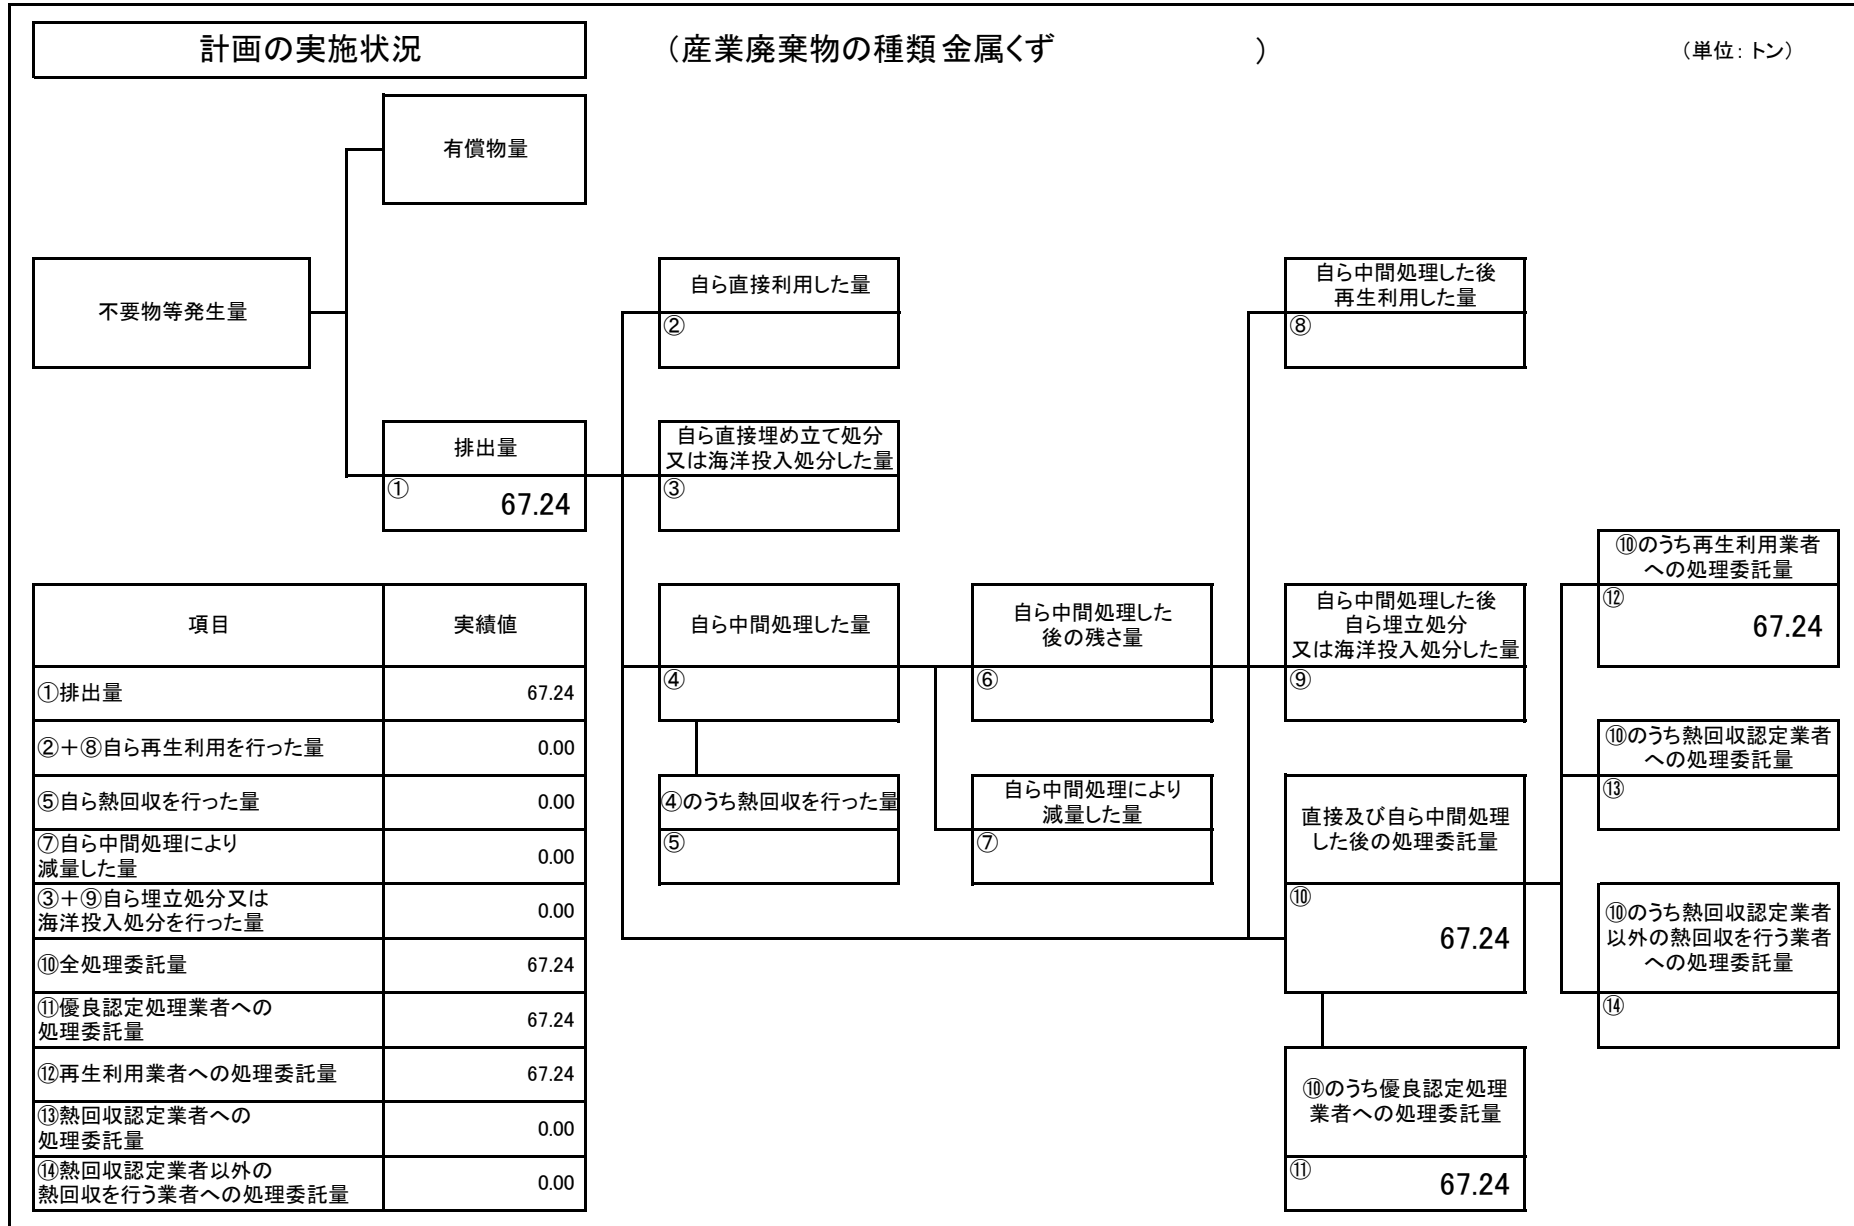 計画の実施状況
（産業廃棄物の種類 金属くず ）
（単位：トン）
有償物量
不要物等発生量
自ら直接利用した量
②
自ら中間処理した後
再生利用した量
⑧
排出量
① 67.24
自ら直接埋め立て処分
又は海洋投入処分した量
③
⑩のうち再生利用業者
への処理委託量
⑫
67.24
自ら中間処理した量
④
自ら中間処理した
後の残さ量
⑥
自ら中間処理した後
自ら埋立処分
又は海洋投入処分した量
⑨
⑩のうち熱回収認定業者
への処理委託量
⑬
④のうち熱回収を行った量
⑤
自ら中間処理により
減量した量
⑦
直接及び自ら中間処理
した後の処理委託量
⑩
67.24
⑩のうち熱回収認定業者
以外の熱回収を行う業者
への処理委託量
⑭
⑩のうち優良認定処理
業者への処理委託量
⑪
67.24
項目 実績値
①排出量 67.24
②＋⑧自ら再生利用を行った量 0.00
⑤自ら熱回収を行った量 0.00
⑦自ら中間処理により
減量した量 0.00
③＋⑨自ら埋立処分又は
海洋投入処分を行った量 0.00
⑩全処理委託量 67.24
⑪優良認定処理業者への
処理委託量 67.24
⑫再生利用業者への処理委託量 67.24
⑬熱回収認定業者への
処理委託量 0.00
⑭熱回収認定業者以外の
熱回収を行う業者への処理委託量 0.00